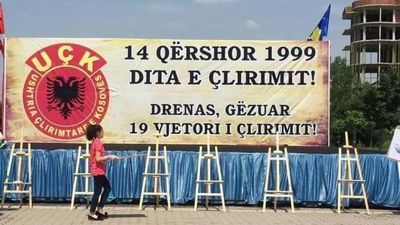 UÇK
USHTRIA ÇLIRIMTARE E KOSOVËS
14 QËRSHOR 1999
DITA E ÇLIRIMIT!
DRENAS, GËZUAR
19 VJETORI I ÇLIRIMIT!